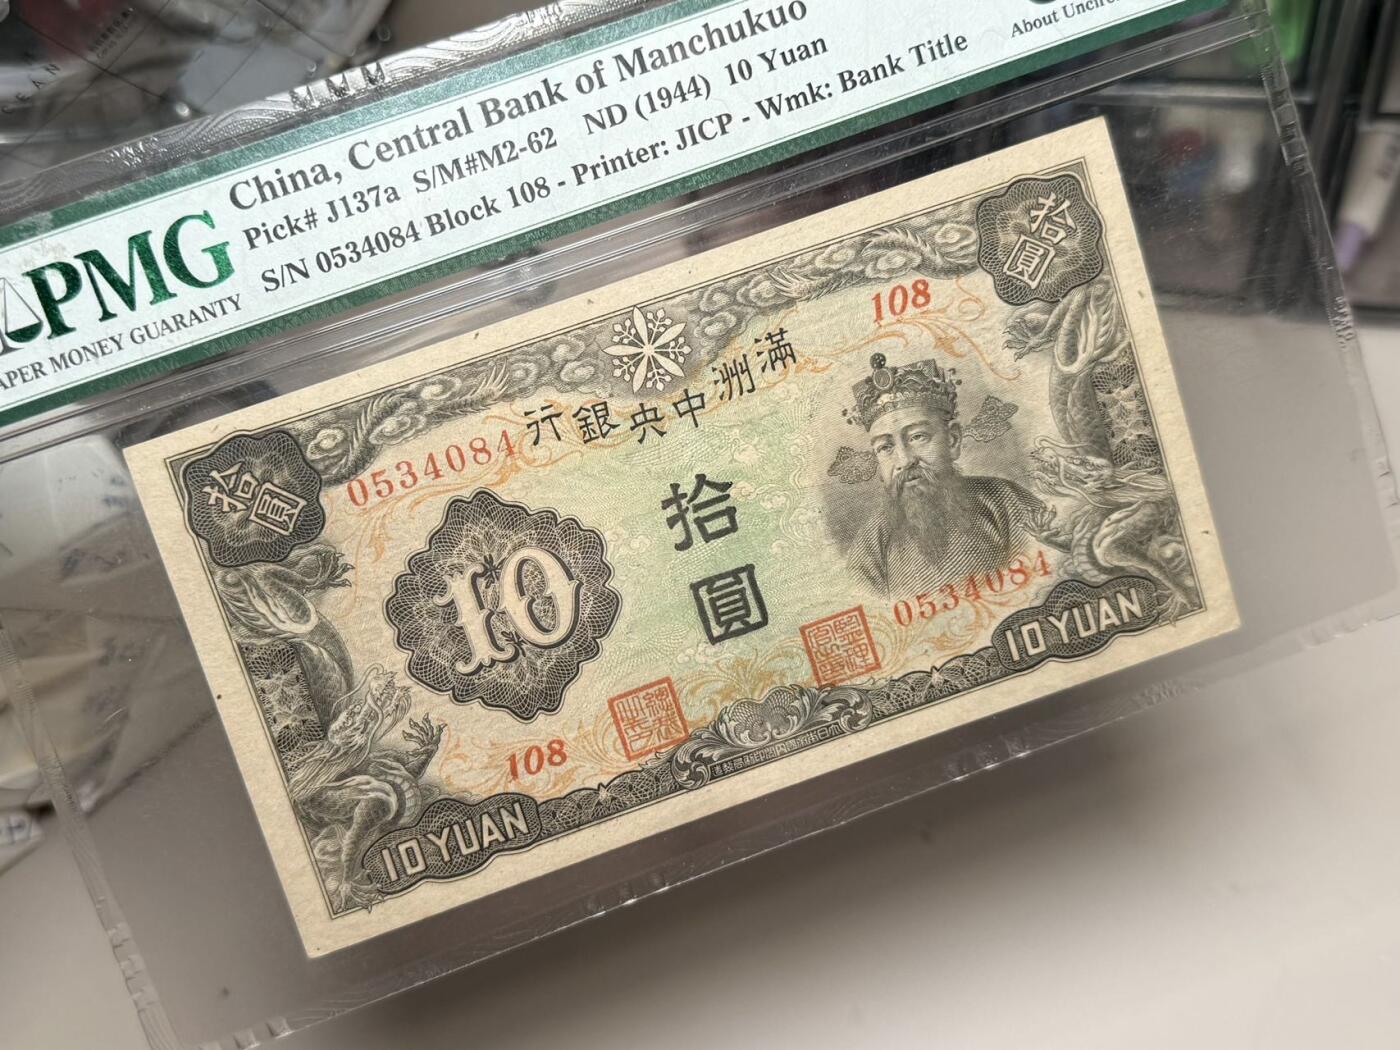 China, Central Bank of Manchukuo
Pick# J137a S/M#M2-62 ND (1944) 10 Yuan
S/N 0534084 Block 108 - Printer: JICP - Wmk: Bank Title
PMG
PAPER MONEY GUARANTY
About
拾圓
108
行銀央中洲滿
0534084
拾圓
10
拾圓
0534084
108
10 YUAN
10 YUAN